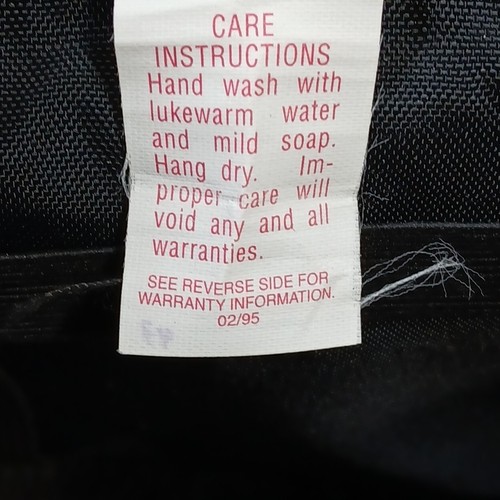 CARE
INSTRUCTIONS
Hand wash with
lukewarm water
and mild soap.
Hang dry. Im-
proper care will
void any and all
warranties.
SEE REVERSE SIDE FOR
WARRANTY INFORMATION.
02/95